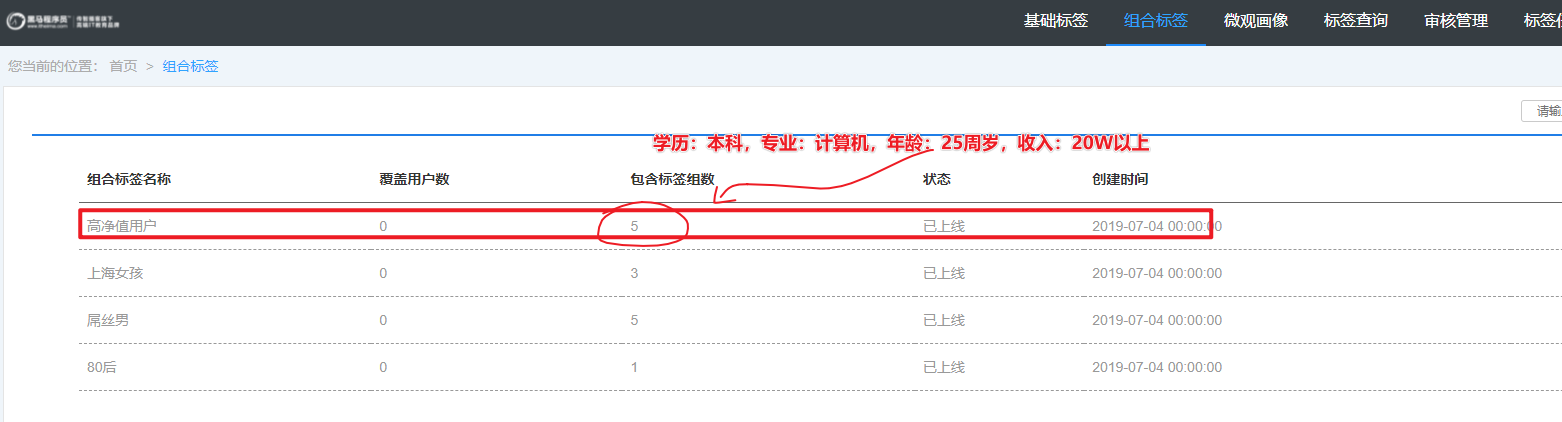 黑马程序员 传智播客旗下
www.itheima.com 高端IT教育品牌
基础标签 组合标签 微观画像 标签查询 审核管理 标签
您当前的位置： 首页 > 组合标签
请输
学历：本科，专业：计算机，年龄：25周岁，收入：20W以上
组合标签名称 覆盖用户数 包含标签组数 状态 创建时间
高净值用户 0 5 已上线 2019-07-04 00:00:00
上海女孩 0 3 已上线 2019-07-04 00:00:00
屌丝男 0 5 已上线 2019-07-04 00:00:00
80后 0 1 已上线 2019-07-04 00:00:00